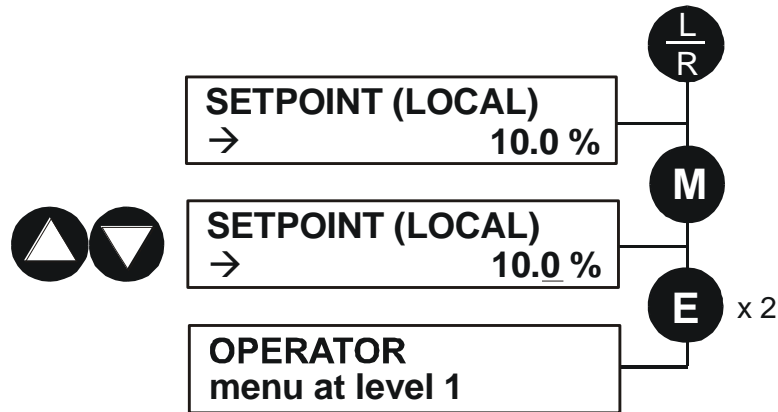 L
R
SETPOINT (LOCAL)
→ 10.0 %
M
SETPOINT (LOCAL)
→ 10.0 %
E x 2
OPERATOR
menu at level 1